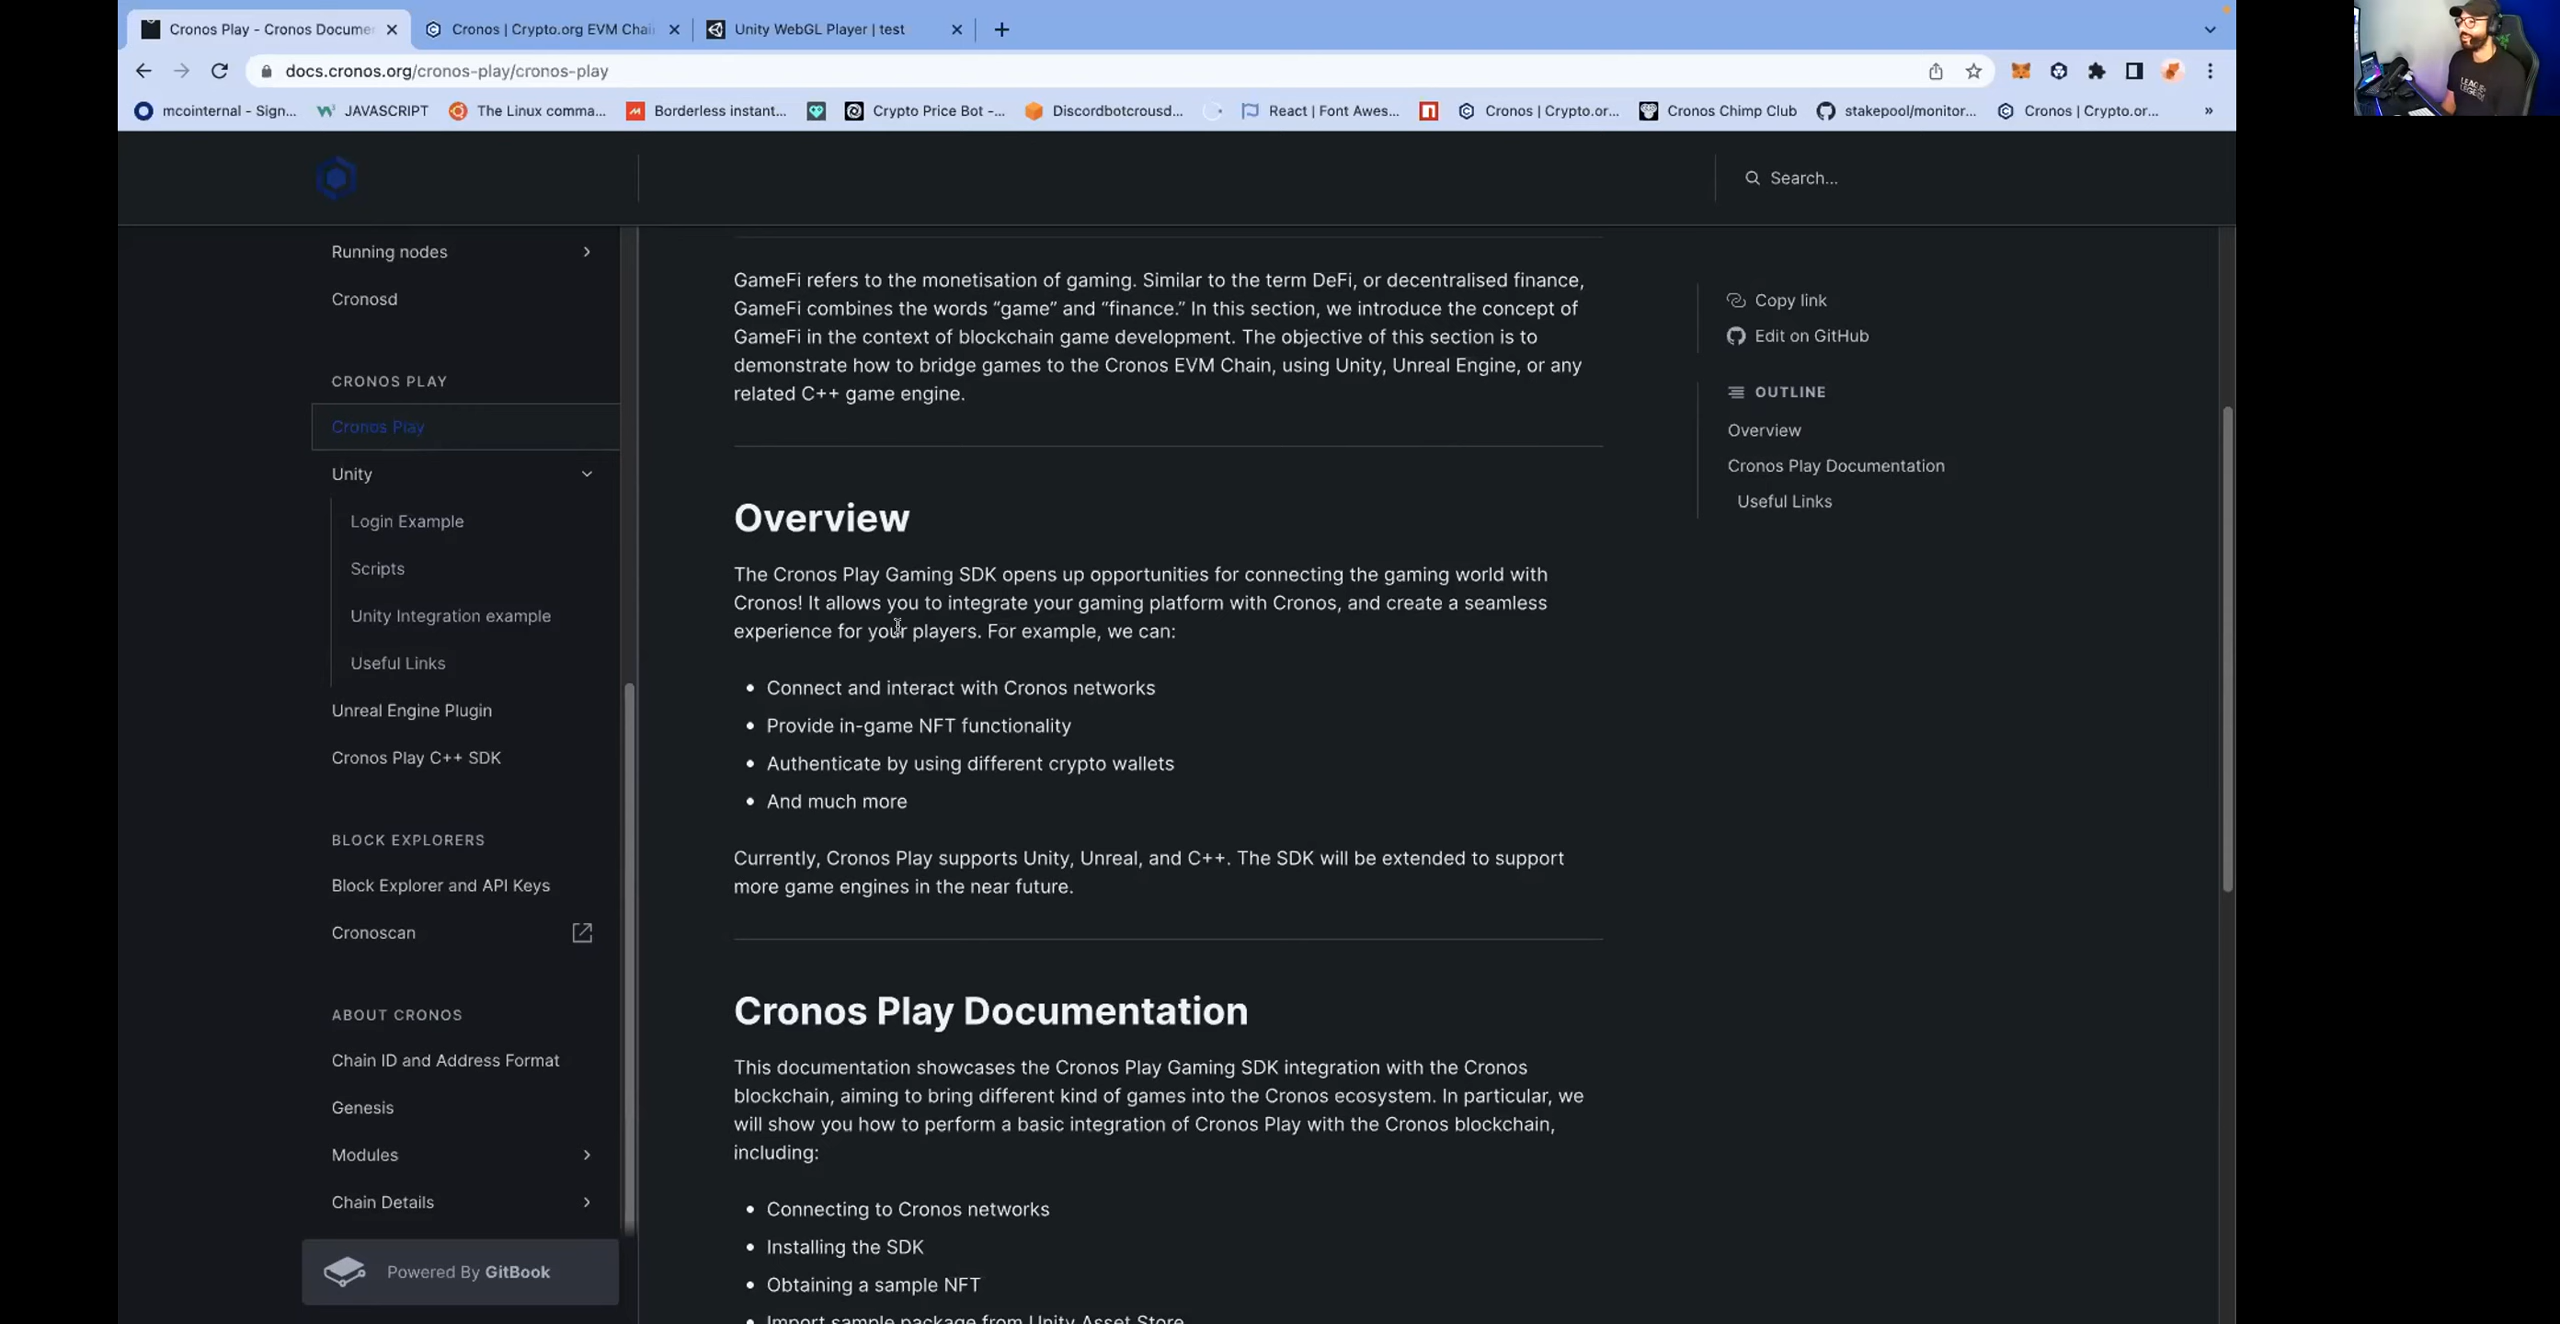 Cronos Play - Cronos Documen
Cronos | Crypto.org EVM Chai
Unity WebGL Player | test
docs.cronos.org/cronos-play/cronos-play
mcointernal - Sign...
JAVASCRIPT
The Linux comma...
Borderless instant...
Crypto Price Bot -...
Discordbotcrousd...
React | Font Awes...
Cronos | Crypto.or...
Cronos Chimp Club
stakepool/monitor...
Cronos | Crypto.or...
Search...
Running nodes
Cronosd
CRONOS PLAY
Cronos Play
Unity
Login Example
Scripts
Unity Integration example
Useful Links
Unreal Engine Plugin
Cronos Play C++ SDK
BLOCK EXPLORERS
Block Explorer and API Keys
Cronoscan
ABOUT CRONOS
Chain ID and Address Format
Genesis
Modules
Chain Details
Powered By GitBook
GameFi refers to the monetisation of gaming. Similar to the term DeFi, or decentralised finance,
GameFi combines the words “game” and “finance.” In this section, we introduce the concept of
GameFi in the context of blockchain game development. The objective of this section is to
demonstrate how to bridge games to the Cronos EVM Chain, using Unity, Unreal Engine, or any
related C++ game engine.
Overview
The Cronos Play Gaming SDK opens up opportunities for connecting the gaming world with
Cronos! It allows you to integrate your gaming platform with Cronos, and create a seamless
experience for your players. For example, we can:
• Connect and interact with Cronos networks
• Provide in-game NFT functionality
• Authenticate by using different crypto wallets
• And much more
Currently, Cronos Play supports Unity, Unreal, and C++. The SDK will be extended to support
more game engines in the near future.
Cronos Play Documentation
This documentation showcases the Cronos Play Gaming SDK integration with the Cronos
blockchain, aiming to bring different kind of games into the Cronos ecosystem. In particular, we
will show you how to perform a basic integration of Cronos Play with the Cronos blockchain,
including:
• Connecting to Cronos networks
• Installing the SDK
• Obtaining a sample NFT
• Import sample package from Unity Asset Store
Copy link
Edit on GitHub
OUTLINE
Overview
Cronos Play Documentation
Useful Links